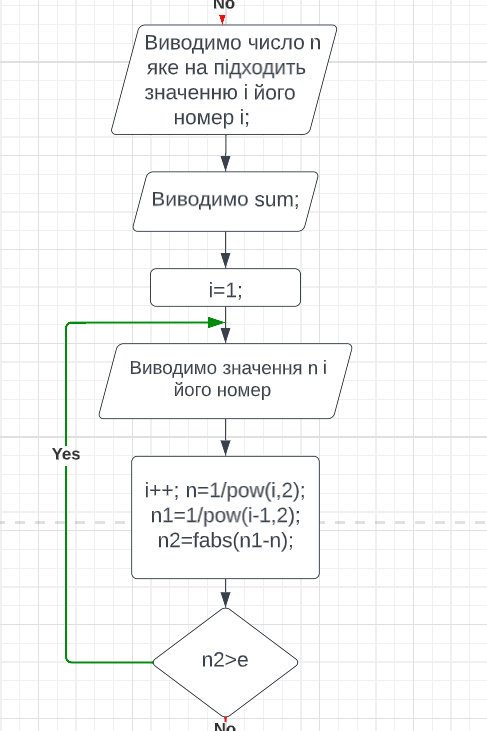 No
Виводимо число n
яке на підходить
значенню і його
номер і;
Виводимо sum;
i=1;
Виводимо значення n і
його номер
Yes
i++; n=1/pow(i,2);
n1=1/pow(i-1,2);
n2=fabs(n1-n);
n2>e
No